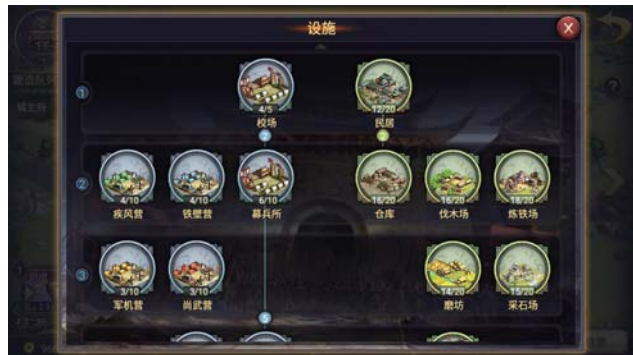 设施
X
①
4/5
12/20
校场
民居
②
4/10
4/10
6/10
16/20
16/20
18/20
疾风营
铁壁营
募兵所
仓库
伐木场
炼铁场
③
3/10
3/10
14/20
15/20
军机营
尚武营
磨坊
采石场
5